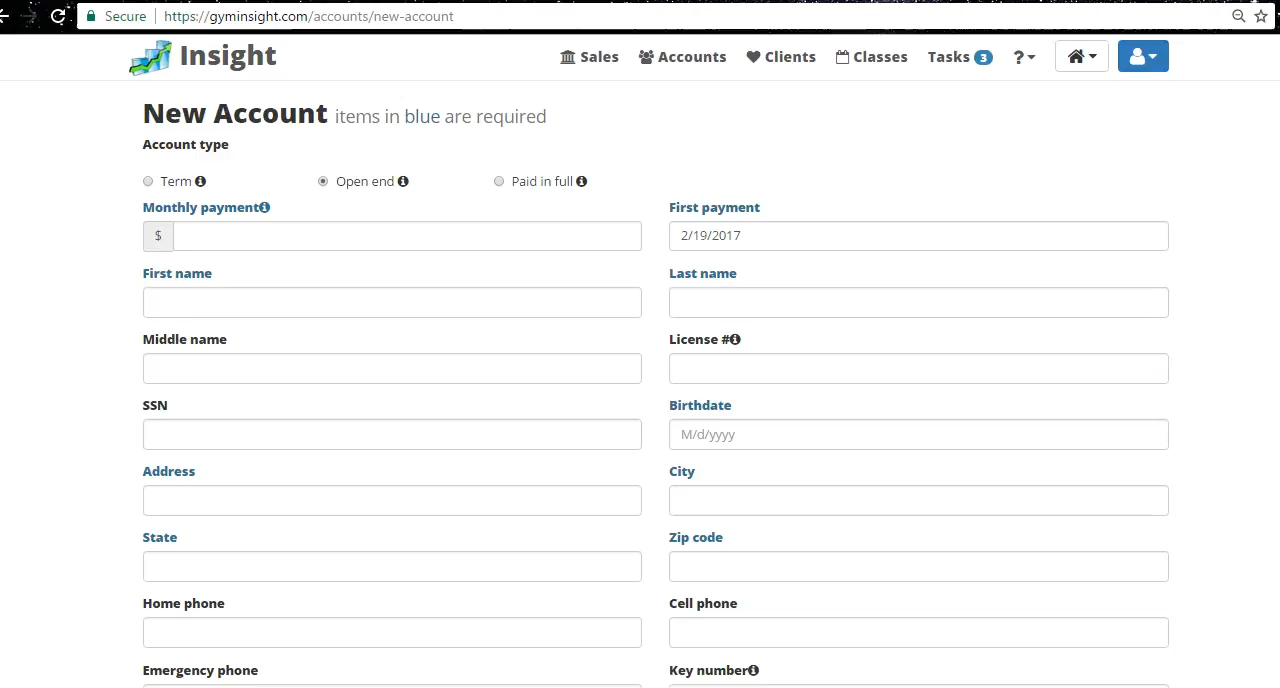 Secure https://gyminsight.com/accounts/new-account
Insight Sales Accounts Clients Classes Tasks 3 ?
New Account items in blue are required
Account type
Term Open end Paid in full
Monthly payment First payment
$ 2/19/2017
First name Last name
Middle name License #
SSN Birthdate
M/d/yyyy
Address City
State Zip code
Home phone Cell phone
Emergency phone Key number